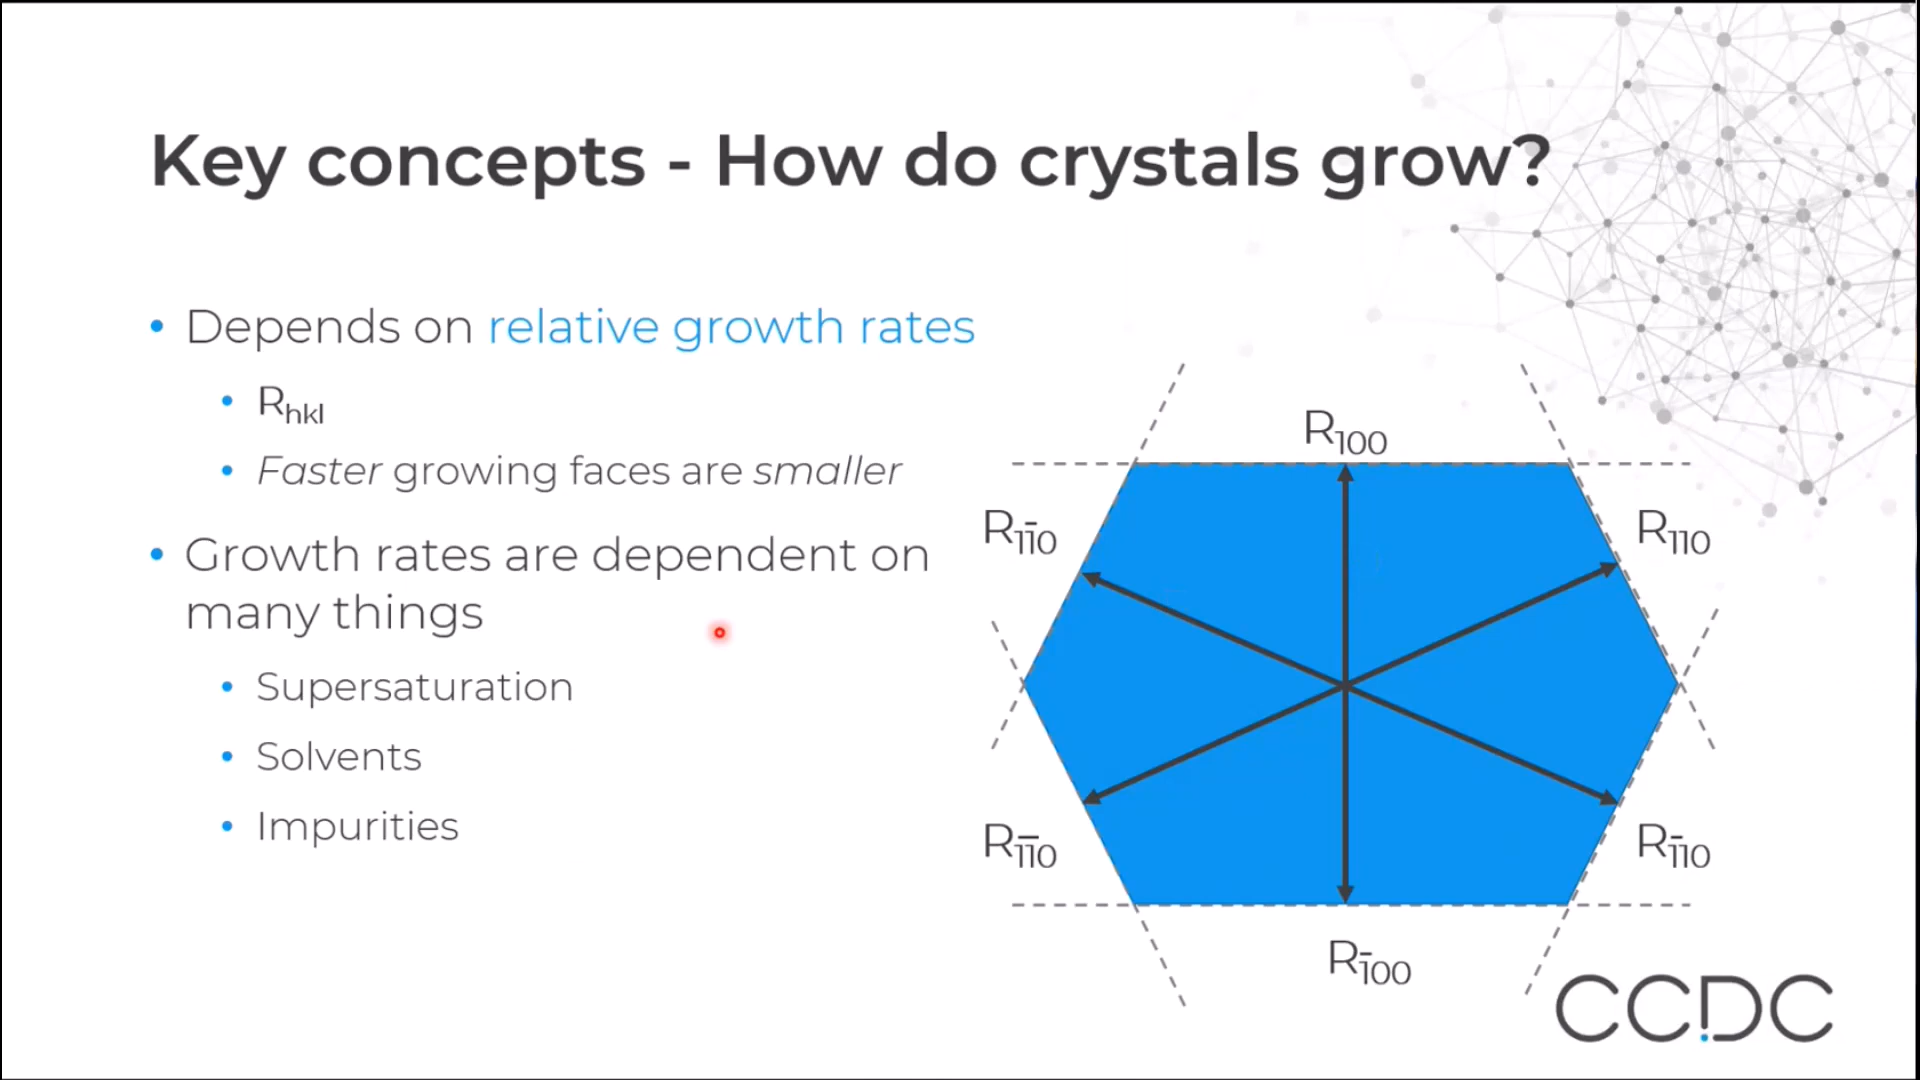 Key concepts - How do crystals grow?
• Depends on relative growth rates
• R₍hkl₎
• Faster growing faces are smaller
• Growth rates are dependent on
many things
• Supersaturation
• Solvents
• Impurities
R₁₀₀
R₁1̅₀
R₁₁₀
R1̅1̅₀
R1̅₁₀
R1̅₀₀
CCDC